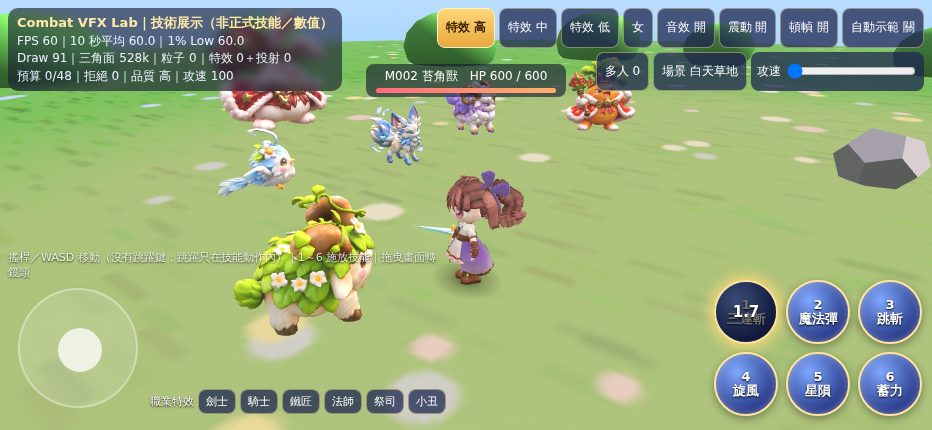 Combat VFX Lab｜技術展示（非正式技能／數值）
FPS 60｜10 秒平均 60.0｜1% Low 60.0
Draw 91｜三角面 528k｜粒子 0｜特效 0＋投射 0
預算 0/48｜拒絕 0｜品質 高｜攻速 100
特效 高
特效 中
特效 低
女
音效 開
震動 開
頓幀 開
自動示範 關
多人 0
場景 白天草地
攻速
M002 苔角獸 HP 600 / 600
搖桿／WASD 移動（沒有跳躍鍵；跳躍只在技能動作內）｜1～6 施放技能｜拖曳畫面轉
鏡頭
1
1.7
三連斬
2
魔法彈
3
跳斬
4
旋風
5
星隕
6
蓄力
職業特效
劍士
騎士
鐵匠
法師
祭司
小丑